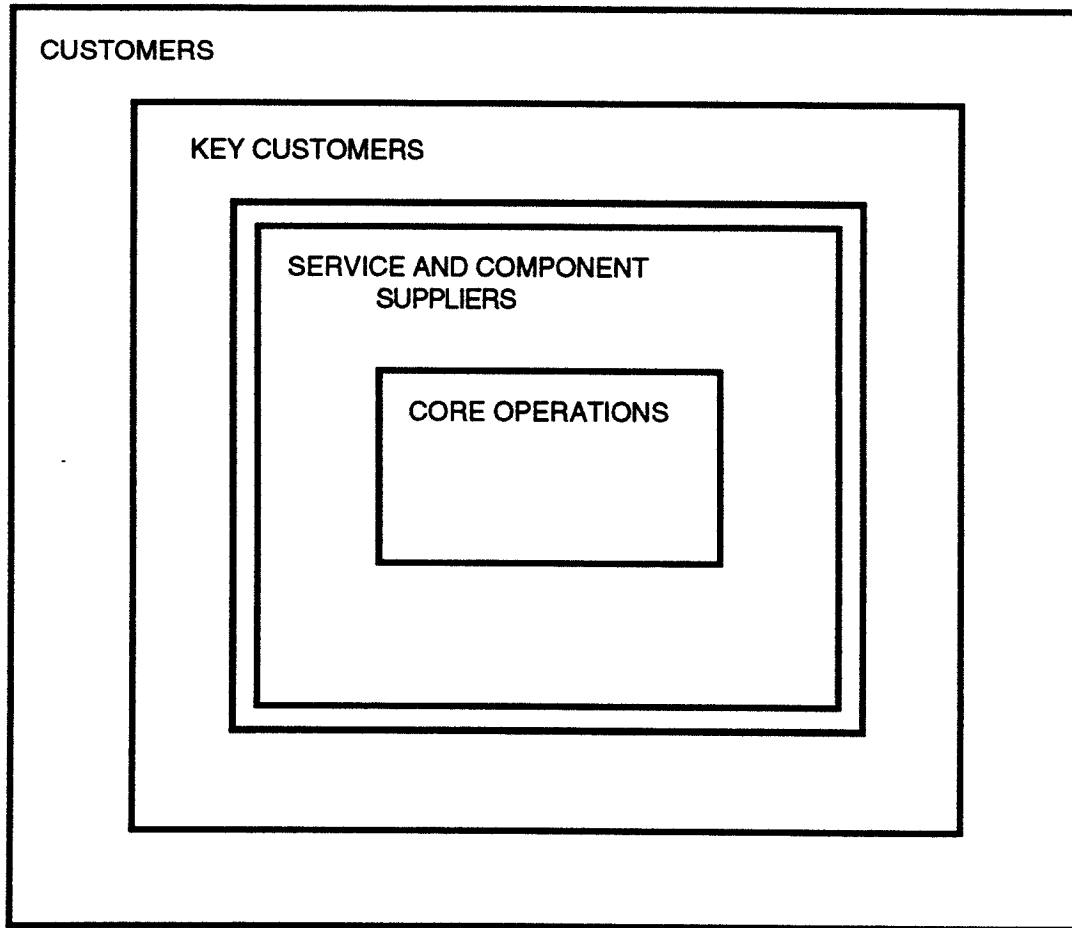 CUSTOMERS
KEY CUSTOMERS
SERVICE AND COMPONENT
SUPPLIERS
CORE OPERATIONS